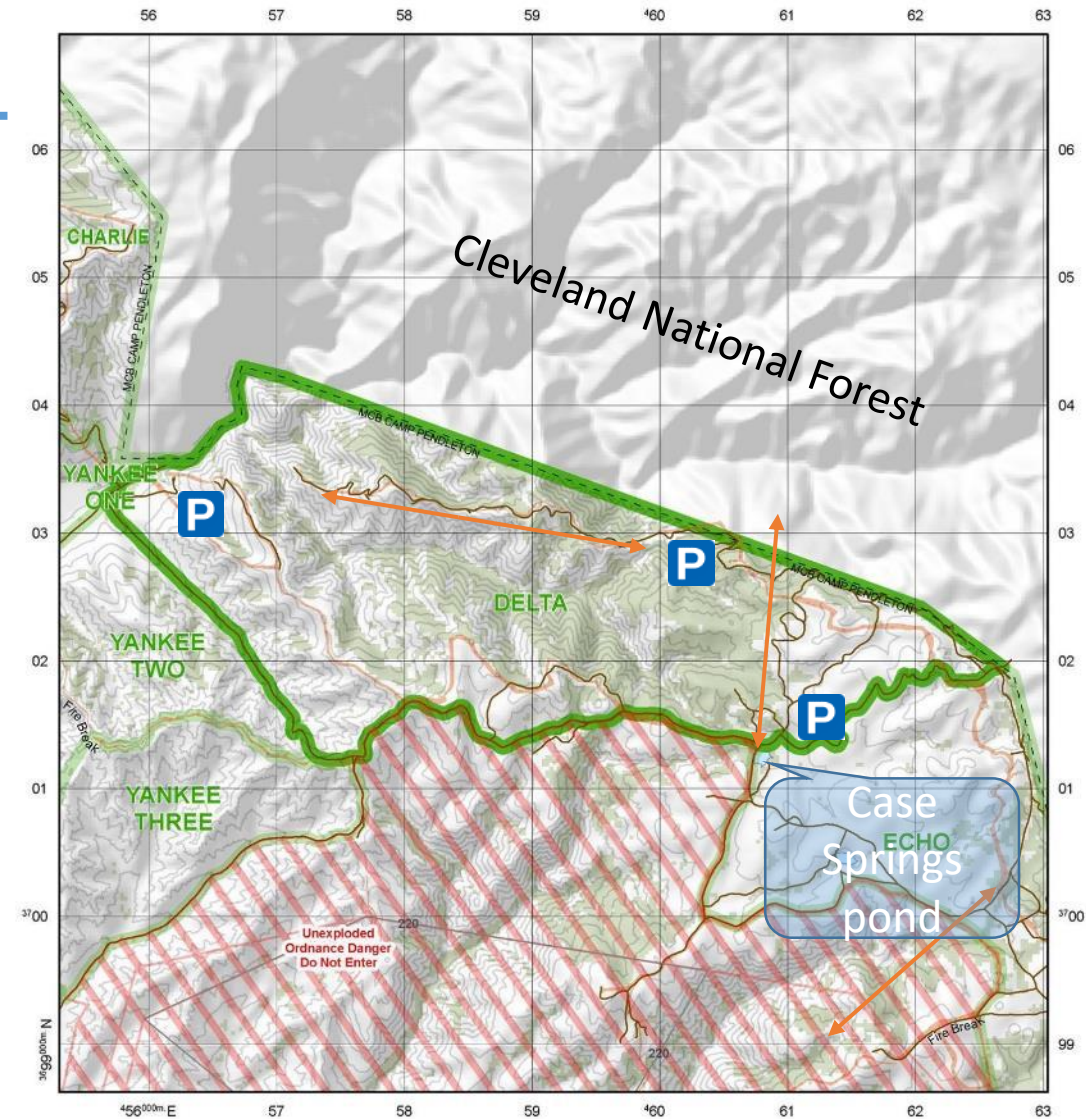 56 57 58 59 ⁴60 61 62 63
06 06
CHARLIE
Cleveland National Forest
05 05
MCB CAMP PENDLETON
04 04
MCB CAMP PENDLETON
YANKEE
ONE
P
03 03
P
MCB CAMP PENDLETON
DELTA
YANKEE
TWO
02 02
P
Fire Break
01 01
YANKEE
THREE
Case
ECHO
Springs
pond
³⁷00 ³⁷00
220
Unexploded
Ordnance Danger
Do Not Enter
Fire Break
³⁶99⁰⁰⁰ᵐ· N 99
220
⁴56⁰⁰⁰ᵐ· E 57 58 59 ⁴60 61 62 63